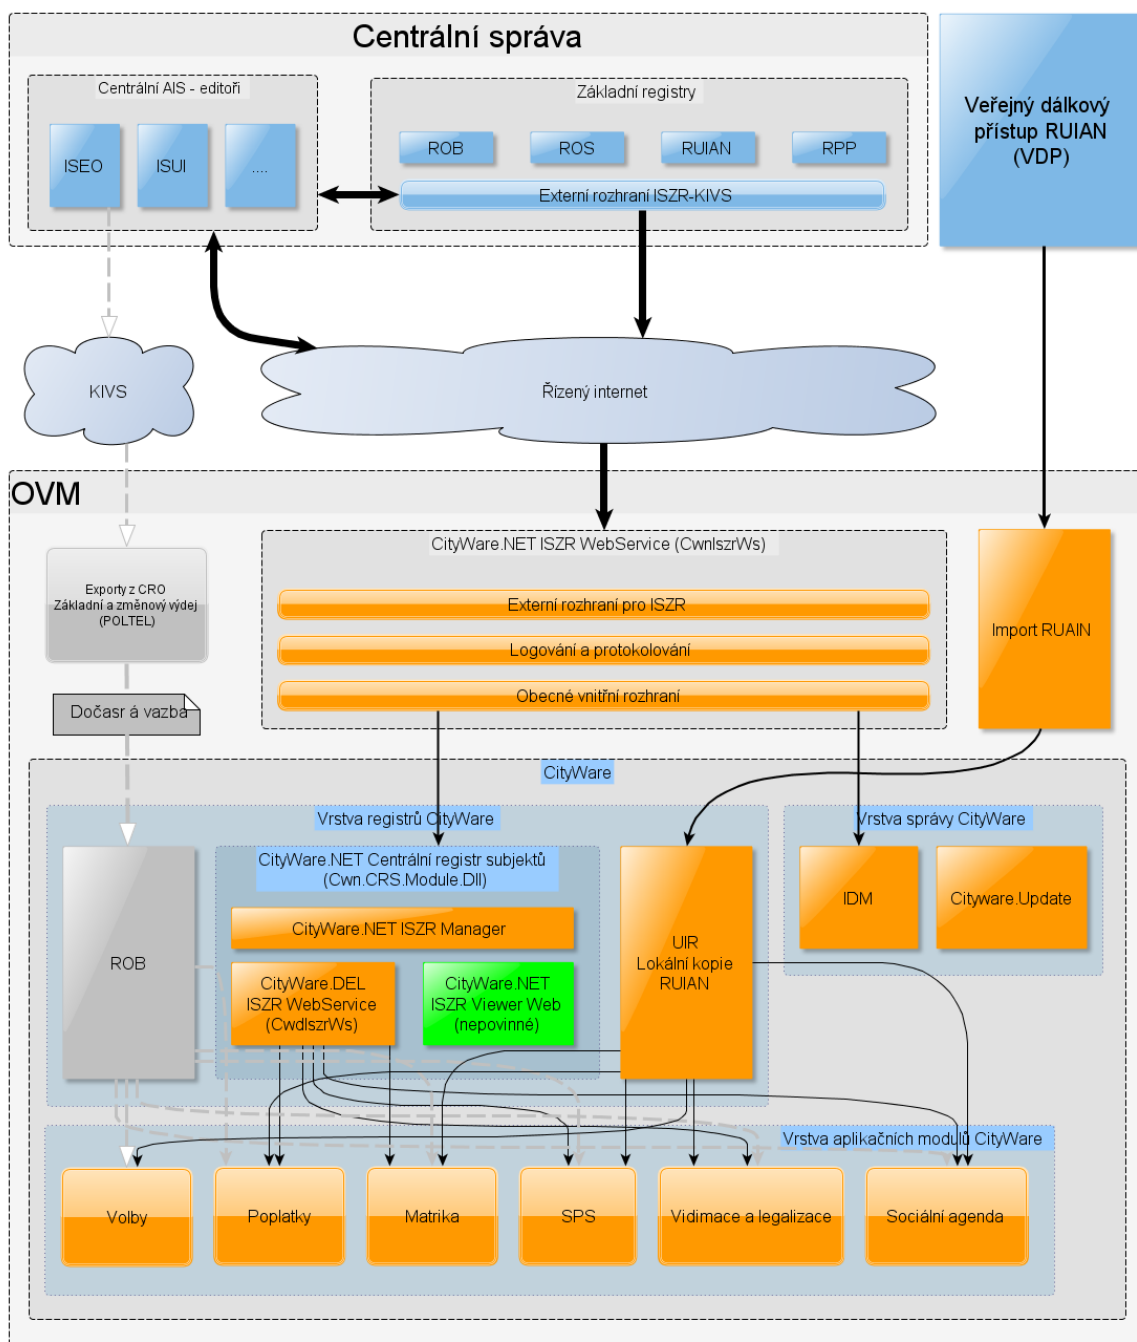 Centrální správa
Centrální AIS - editoři
ISEO
ISUI
....
Základní registry
ROB
ROS
RUIAN
RPP
Externí rozhraní ISZR-KIVS
Veřejný dálkový
přístup RUIAN
(VDP)
KIVS
Řízený internet
OVM
Exporty z CRO
Základní a změnový výdej
(POLTEL)
Dočasr á vazba
CityWare.NET ISZR WebService (CwnIszrWs)
Externí rozhraní pro ISZR
Logování a protokolování
Obecné vnitřní rozhraní
Import RUAIN
CityWare
Vrstva registrů CityWare
ROB
CityWare.NET Centrální registr subjektů
(Cwn.CRS.Module.Dll)
CityWare.NET ISZR Manager
CityWare.DEL
ISZR WebService
(CwdIszrWs)
CityWare.NET
ISZR Viewer Web
(nepovinné)
UIR
Lokální kopie
RUIAN
Vrstva správy CityWare
IDM
Cityware.Update
Vrstva aplikačních modulů CityWare
Volby
Poplatky
Matrika
SPS
Vidimace a legalizace
Sociální agenda